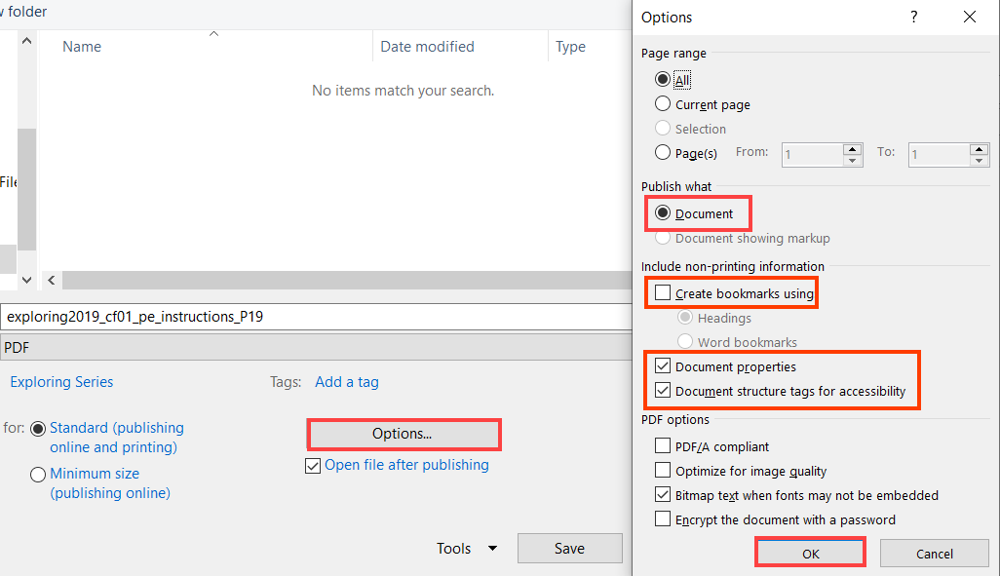 w folder
Name
Date modified
Type
No items match your search.
File
exploring2019_cf01_pe_instructions_P19
PDF
Exploring Series
Tags: Add a tag
for:
Standard (publishing
online and printing)
Minimum size
(publishing online)
Options...
Open file after publishing
Tools
Save
Options
?
Page range
All
Current page
Selection
Page(s) From: 1 To: 1
Publish what
Document
Document showing markup
Include non-printing information
Create bookmarks using
Headings
Word bookmarks
Document properties
Document structure tags for accessibility
PDF options
PDF/A compliant
Optimize for image quality
Bitmap text when fonts may not be embedded
Encrypt the document with a password
OK
Cancel